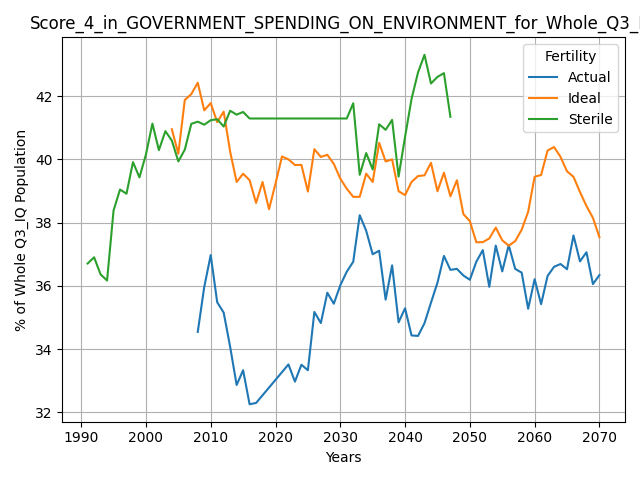 Score_4_in_GOVERNMENT_SPENDING_ON_ENVIRONMENT_for_Whole_Q3_
Fertility
Actual
Ideal
Sterile
% of Whole Q3_IQ Population
42
40
38
36
34
32
1990
2000
2010
2020
2030
2040
2050
2060
2070
Years